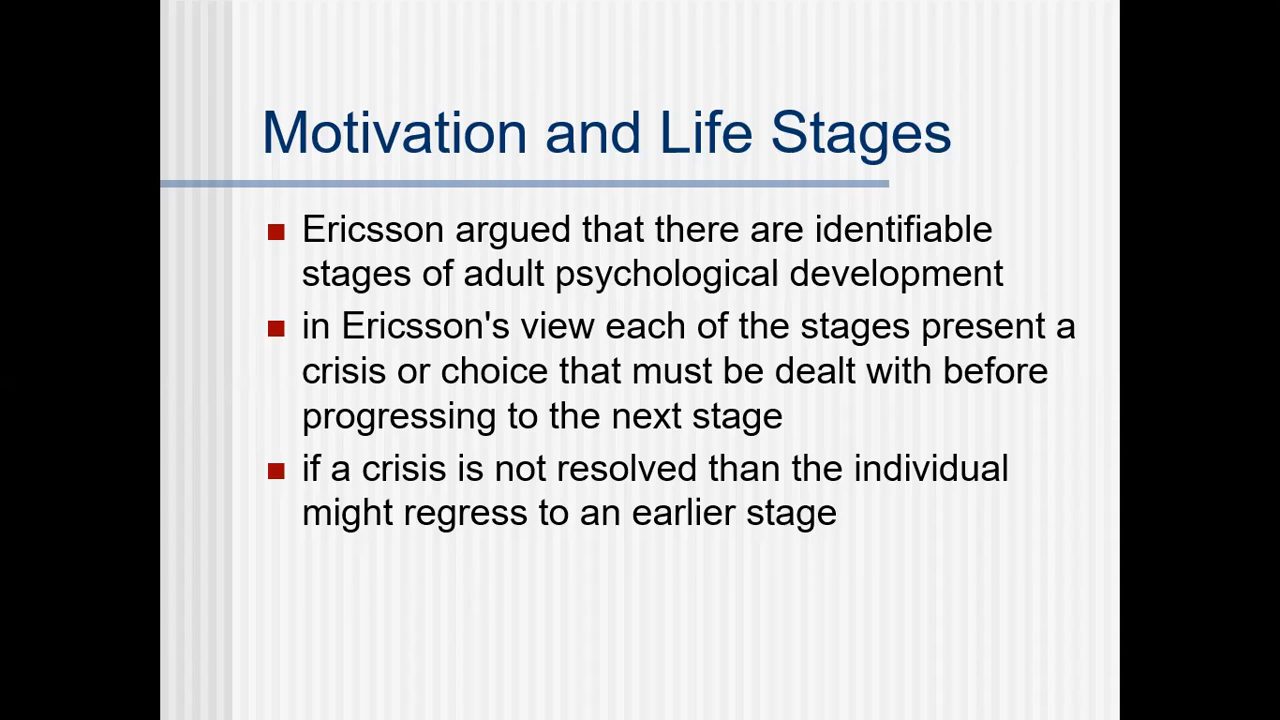 Motivation and Life Stages
Ericsson argued that there are identifiable
stages of adult psychological development
in Ericsson's view each of the stages present a
crisis or choice that must be dealt with before
progressing to the next stage
if a crisis is not resolved than the individual
might regress to an earlier stage